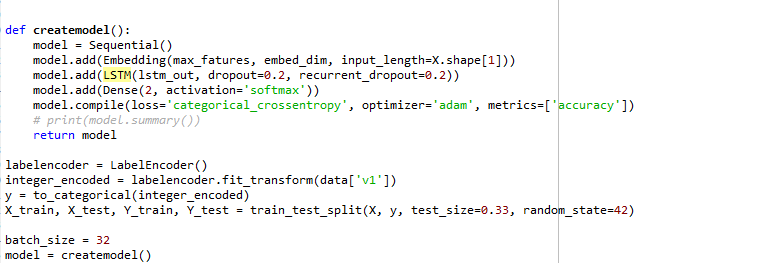 def createmodel():
    model = Sequential()
    model.add(Embedding(max_fatures, embed_dim, input_length=X.shape[1]))
    model.add(LSTM(lstm_out, dropout=0.2, recurrent_dropout=0.2))
    model.add(Dense(2, activation='softmax'))
    model.compile(loss='categorical_crossentropy', optimizer='adam', metrics=['accuracy'])
    # print(model.summary())
    return model

labelencoder = LabelEncoder()
integer_encoded = labelencoder.fit_transform(data['v1'])
y = to_categorical(integer_encoded)
X_train, X_test, Y_train, Y_test = train_test_split(X, y, test_size=0.33, random_state=42)

batch_size = 32
model = createmodel()